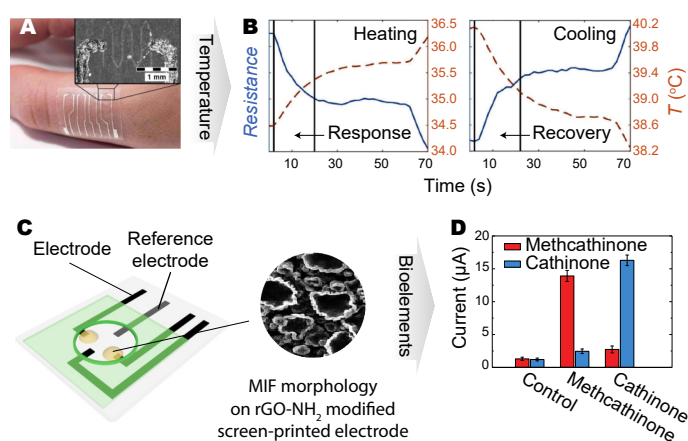 A
1 mm
Temperature
B
Heating
Cooling
Resistance
Response
Recovery
36.5
36.0
35.5
35.0
34.5
34.0
40.2
39.8
39.4
39.0
38.6
38.2
T (°C)
10 30 50 70
10 30 50 70
Time (s)
C
Electrode
Reference
electrode
MIF morphology
on rGO-NH₂ modified
screen-printed electrode
Bioelements
D
Methcathinone
Cathinone
Current (µA)
20
15
10
5
0
Control
Methcathinone
Cathinone